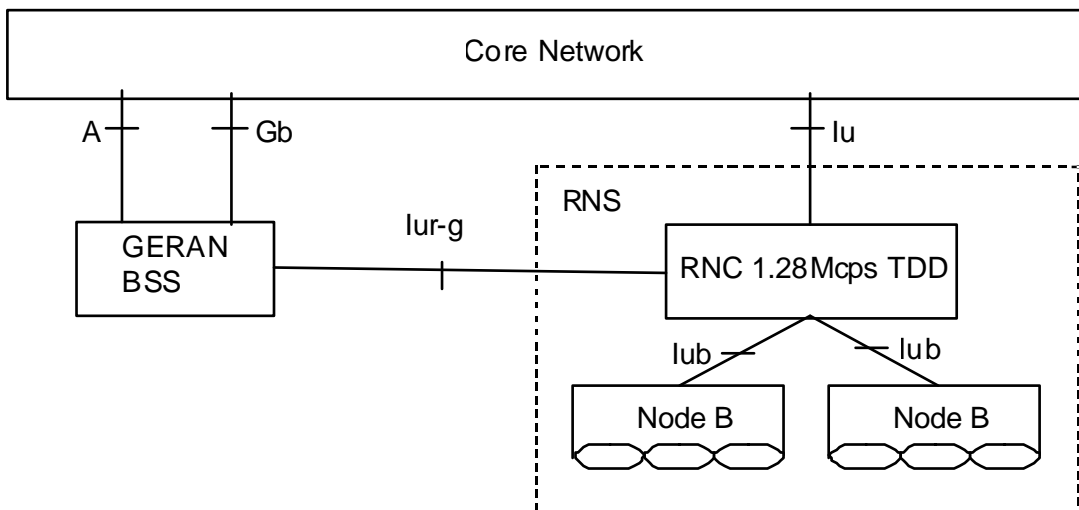 Core Network
A
Gb
Iu
RNS
Iur-g
GERAN
BSS
RNC 1.28Mcps TDD
Iub
Iub
Node B
Node B